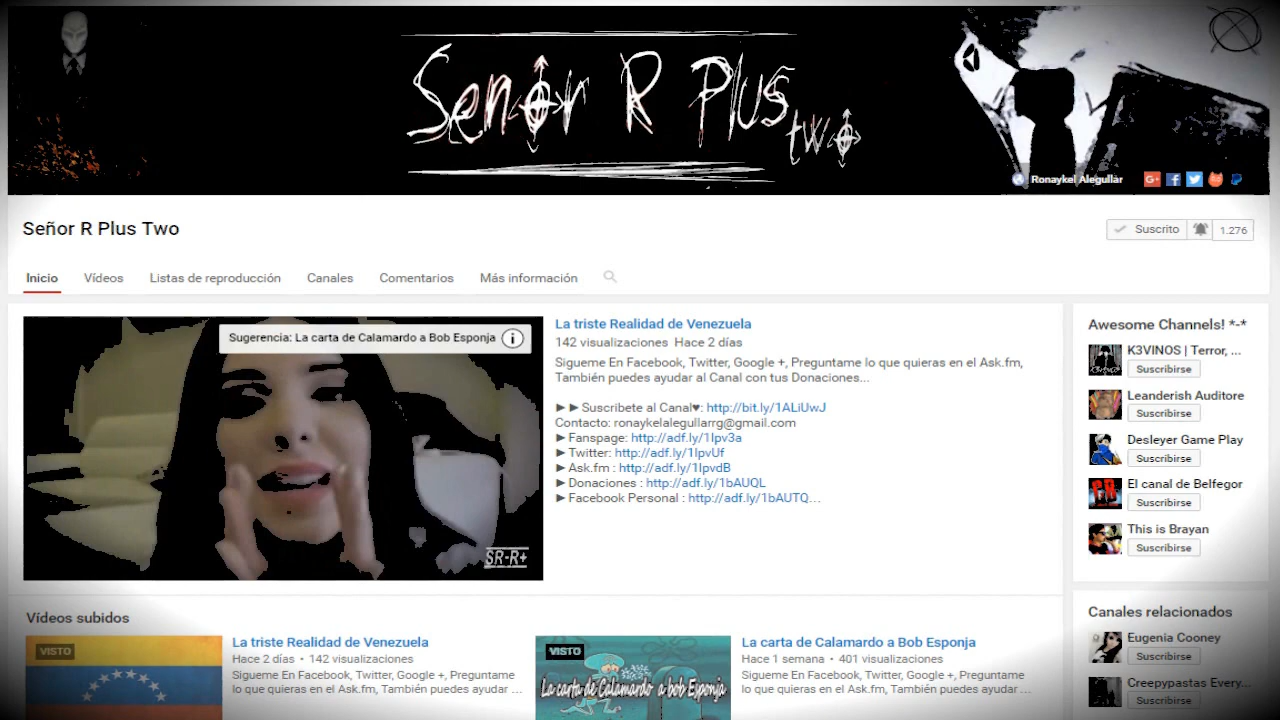 Señor R Plus
two
Ronaykel Alegullar
Señor R Plus Two
Suscrito
1.276
Inicio
Vídeos
Listas de reproducción
Canales
Comentarios
Más información
Sugerencia: La carta de Calamardo a Bob Esponja
SR-R+
La triste Realidad de Venezuela
142 visualizaciones Hace 2 días
Sigueme En Facebook, Twitter, Google +, Preguntame lo que quieras en el Ask.fm,
También puedes ayudar al Canal con tus Donaciones...
►► Suscribete al Canal♥: http://bit.ly/1ALiUwJ
Contacto: ronaykelalegullarrg@gmail.com
► Fanspage: http://adf.ly/1Ipv3a
► Twitter: http://adf.ly/1IpvUf
► Ask.fm : http://adf.ly/1IpvdB
► Donaciones : http://adf.ly/1bAUQL
► Facebook Personal : http://adf.ly/1bAUTQ...
Awesome Channels! *-*
K3VINOS | Terror, ...
Suscribirse
Leanderish Auditore
Suscribirse
Desleyer Game Play
Suscribirse
El canal de Belfegor
Suscribirse
This is Brayan
Suscribirse
Canales relacionados
Eugenia Cooney
Suscribirse
Creepypastas Every...
Suscribirse
Vídeos subidos
VISTO
La triste Realidad de Venezuela
Hace 2 días • 142 visualizaciones
Sigueme En Facebook, Twitter, Google +, Preguntame
lo que quieras en el Ask.fm, También puedes ayudar ...
VISTO
La carta de Calamardo a bob Esponja
La carta de Calamardo a Bob Esponja
Hace 1 semana • 401 visualizaciones
Sigueme En Facebook, Twitter, Google +, Preguntame
lo que quieras en el Ask.fm, También puedes ayudar ...